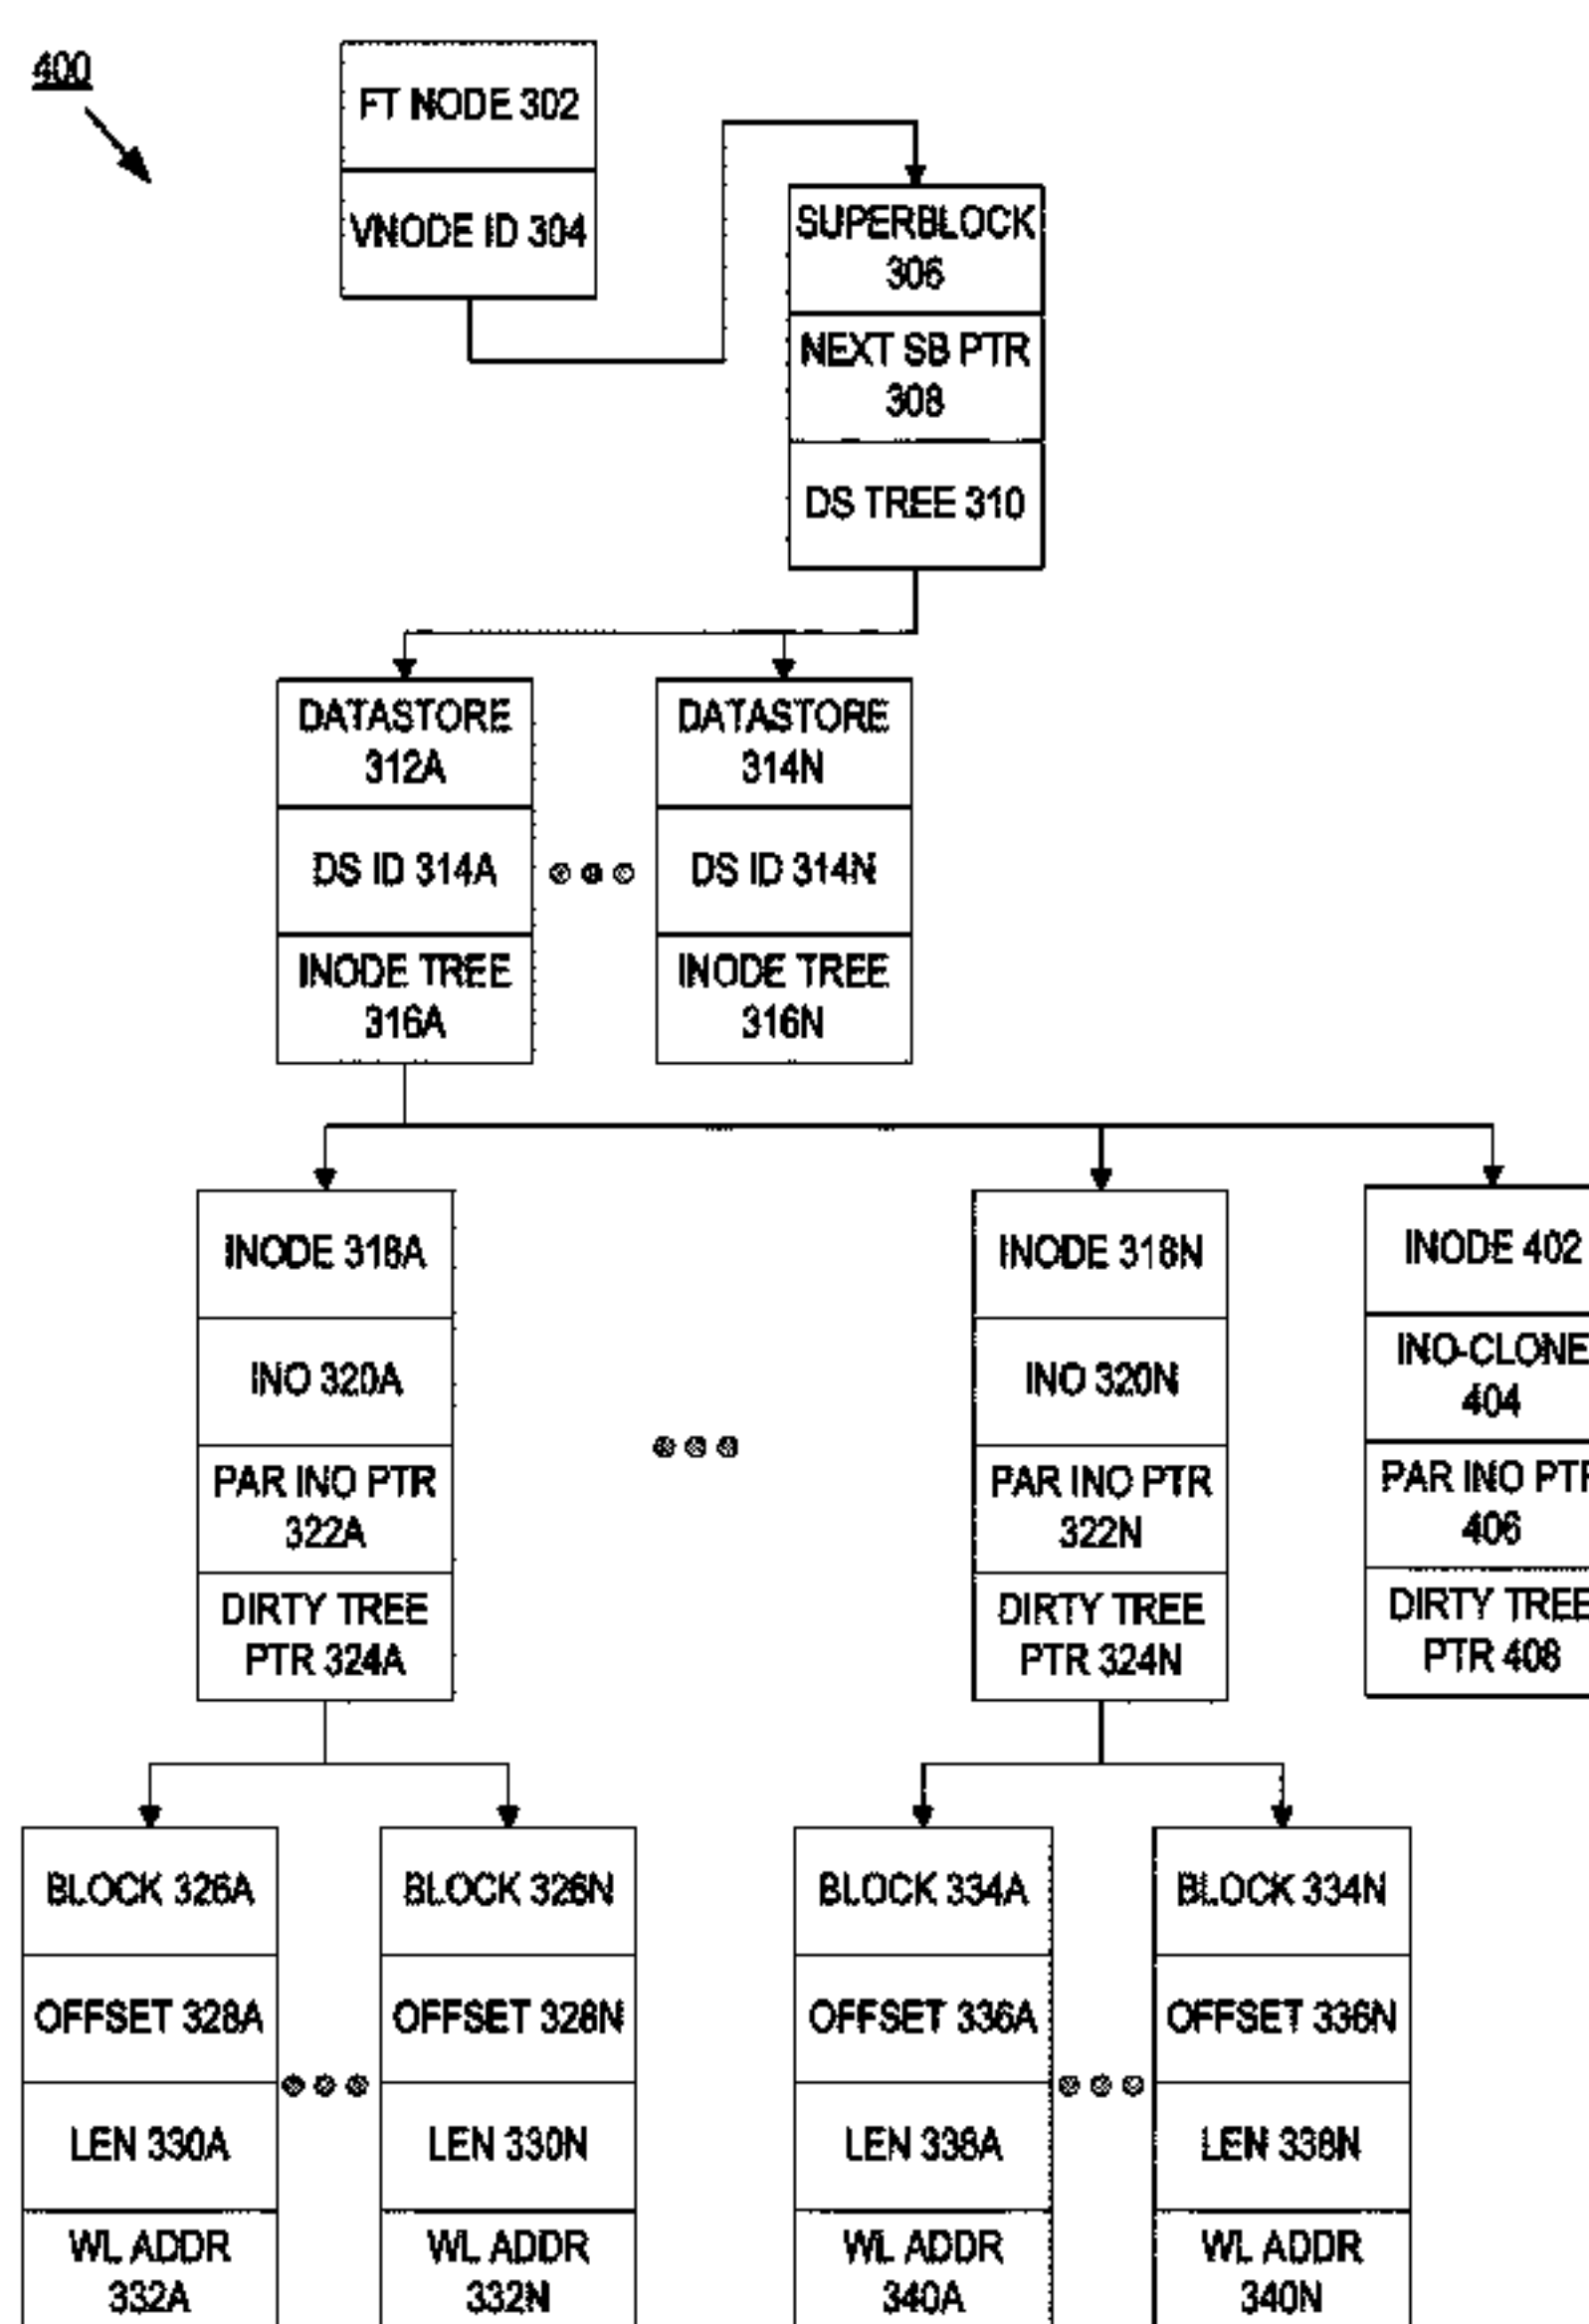 400
FT NODE 302
VNODE ID 304
SUPERBLOCK
306
NEXT SB PTR
308
DS TREE 310
DATASTORE
312A
DS ID 314A
INODE TREE
316A
DATASTORE
314N
DS ID 314N
INODE TREE
316N
INODE 318A
INO 320A
PAR INO PTR
322A
DIRTY TREE
PTR 324A
INODE 318N
INO 320N
PAR INO PTR
322N
DIRTY TREE
PTR 324N
INODE 402
INO-CLONE
404
PAR INO PTR
406
DIRTY TREE
PTR 408
BLOCK 326A
OFFSET 328A
LEN 330A
WL ADDR
332A
BLOCK 326N
OFFSET 328N
LEN 330N
WL ADDR
332N
BLOCK 334A
OFFSET 336A
LEN 338A
WL ADDR
340A
BLOCK 334N
OFFSET 336N
LEN 338N
WL ADDR
340N